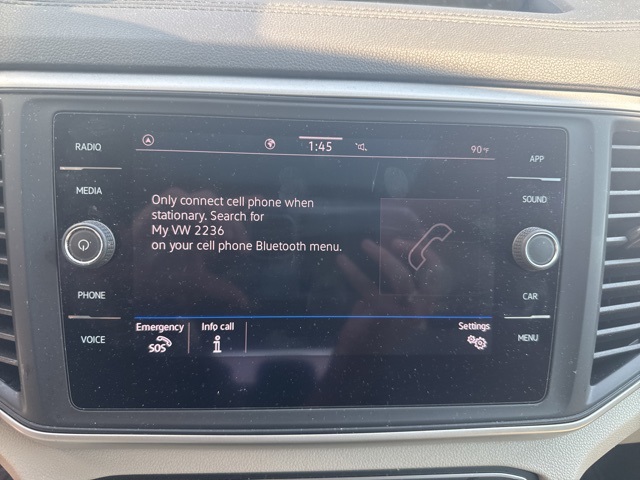 RADIO
MEDIA
PHONE
VOICE
1:45
90°F
Only connect cell phone when
stationary. Search for
My VW 2236
on your cell phone Bluetooth menu.
Emergency
SOS
Info call
i
Settings
APP
SOUND
CAR
MENU